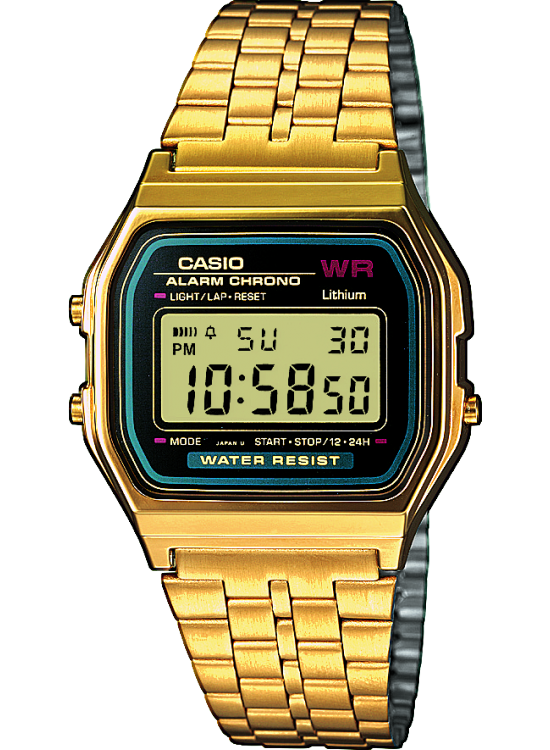 CASIO
WR
ALARM CHRONO
LIGHT/LAP•RESET
Lithium
PM SU 30
10:58 50
MODE JAPAN U START•STOP/12•24H
WATER RESIST